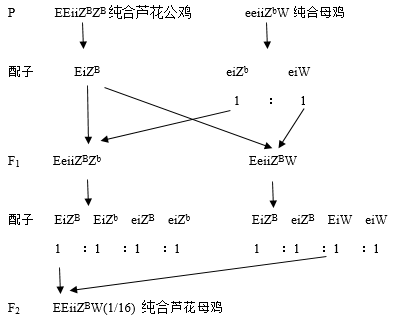 P EEiiZᴮZᴮ 纯合芦花公鸡 eeiiZᵇW 纯合母鸡
配子 EiZᴮ eiZᵇ eiW
1 : 1
F₁ EeiiZᴮZᵇ EeiiZᴮW
配子 EiZᴮ EiZᵇ eiZᴮ eiZᵇ EiZᴮ eiZᴮ EiW eiW
1 : 1 : 1 : 1 1 : 1 : 1 : 1
F₂ EEiiZᴮW(1/16) 纯合芦花母鸡